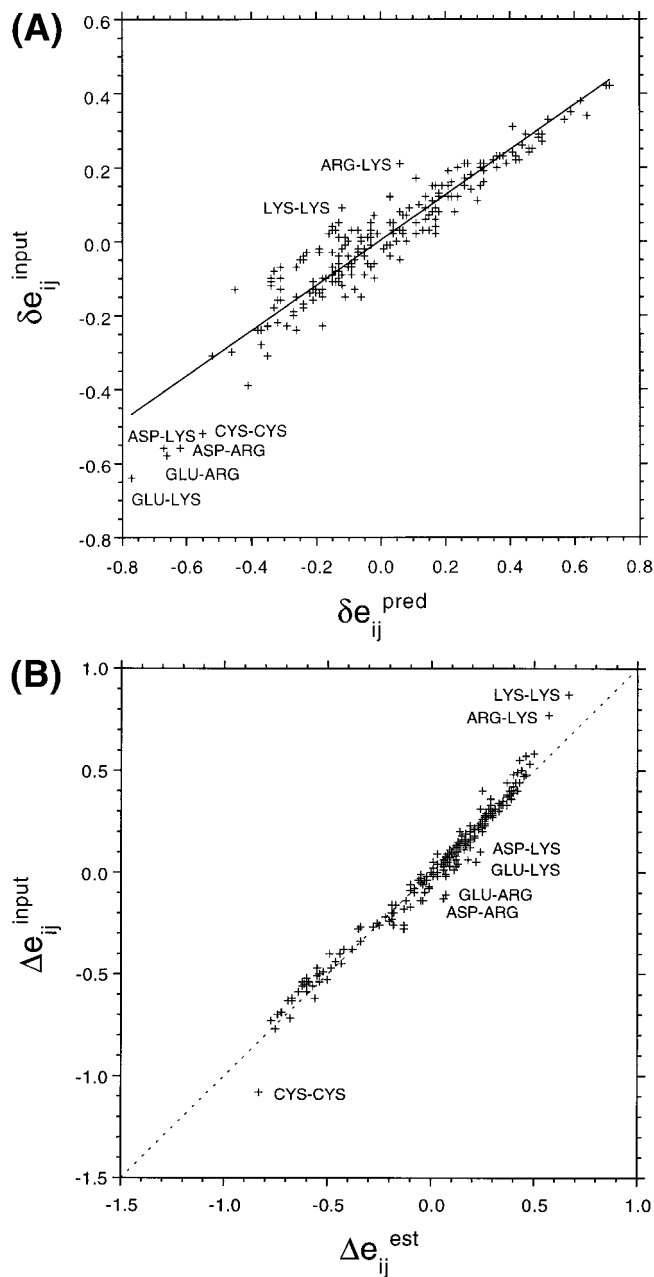 (A)
0.6
0.4
0.2
0.0
-0.2
-0.4
-0.6
-0.8
δe_ij^input
ARG-LYS
LYS-LYS
ASP-LYS
CYS-CYS
ASP-ARG
GLU-ARG
GLU-LYS
-0.8 -0.6 -0.4 -0.2 0.0 0.2 0.4 0.6 0.8
δe_ij^pred
(B)
1.0
0.5
0.0
-0.5
-1.0
-1.5
Δe_ij^input
LYS-LYS
ARG-LYS
ASP-LYS
GLU-LYS
GLU-ARG
ASP-ARG
CYS-CYS
-1.5 -1.0 -0.5 0.0 0.5 1.0
Δe_ij^est